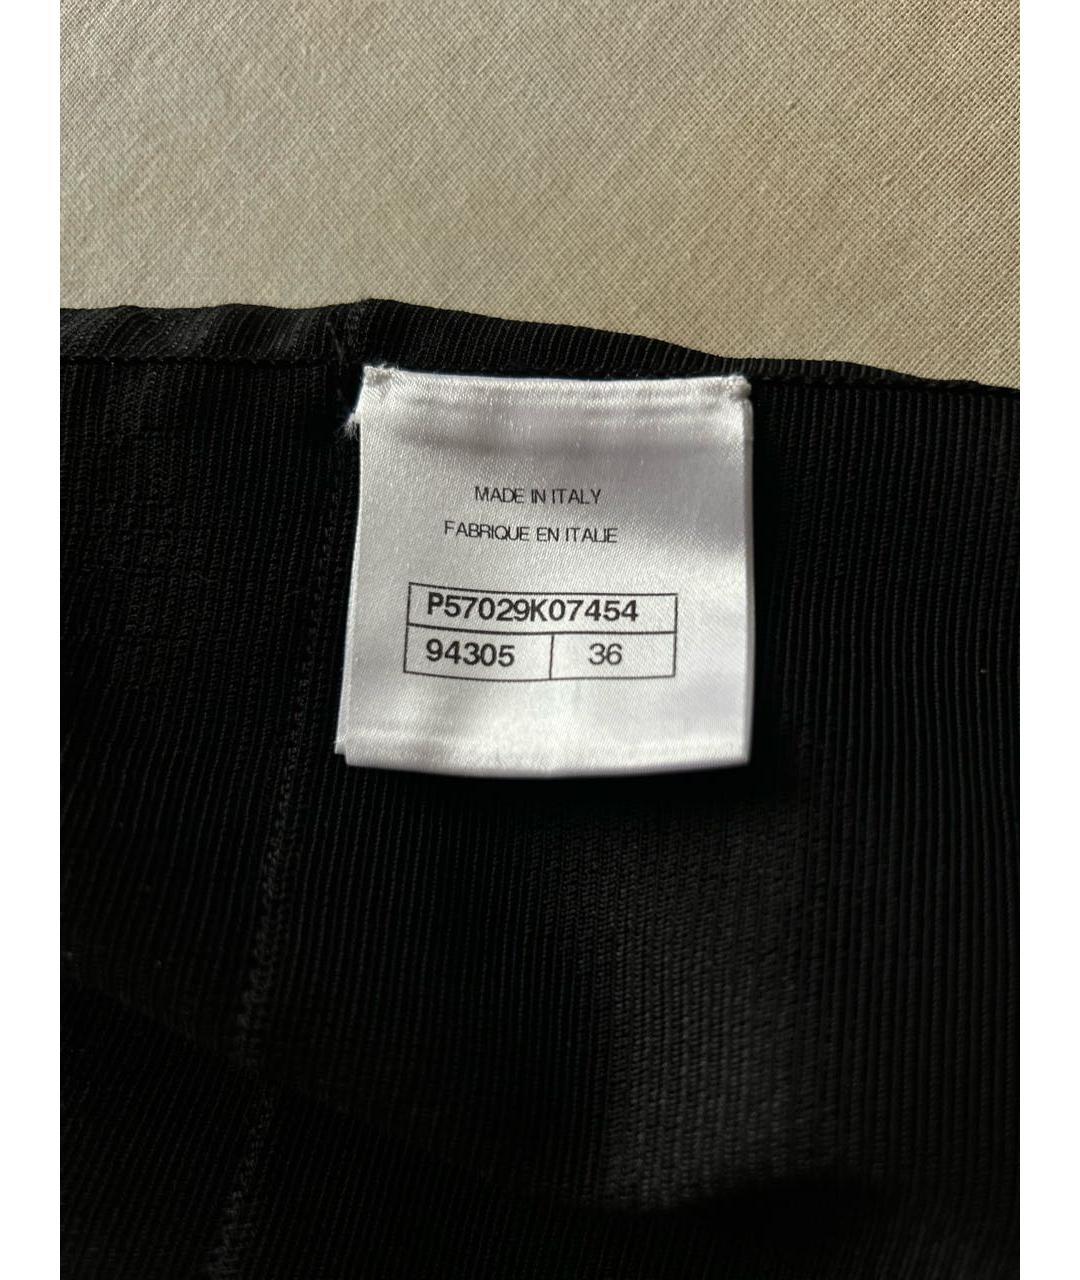 MADE IN ITALY
FABRIQUE EN ITALIE
P57029K07454
94305 36